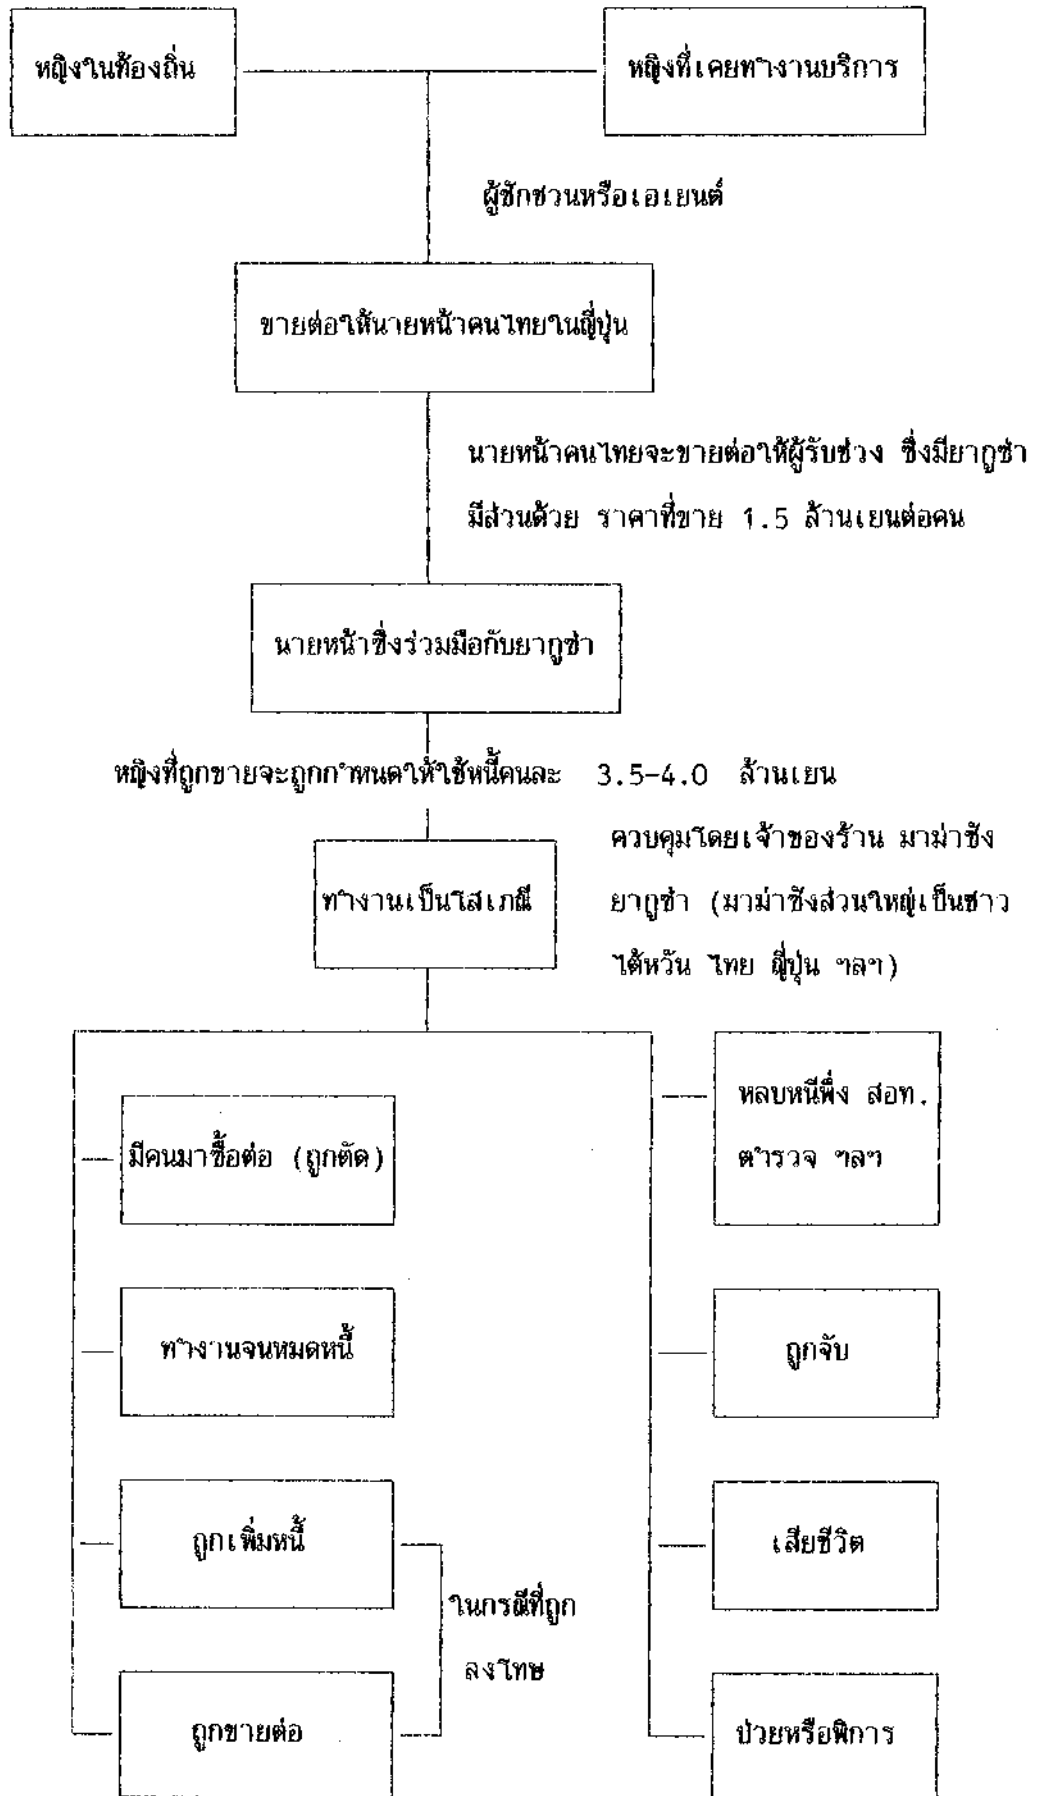 หญิงในท้องถิ่น
หญิงที่เคยทำงานบริการ
ผู้ชักชวนหรือเอเยนต์
ขายต่อให้นายหน้าคนไทยในญี่ปุ่น
นายหน้าคนไทยจะขายต่อให้ผู้รับช่วง ซึ่งมียากูซ่า
มีส่วนด้วย ราคาที่ขาย 1.5 ล้านเยนต่อคน
นายหน้าซึ่งร่วมมือกับยากูซ่า
หญิงที่ถูกขายจะถูกกำหนดให้ใช้หนี้คนละ 3.5-4.0 ล้านเยน
ควบคุมโดยเจ้าของร้าน มาม่าซัง
ยากูซ่า (มาม่าซังส่วนใหญ่เป็นชาว
ไต้หวัน ไทย ญี่ปุ่น ฯลฯ)
ทำงานเป็นโสเภณี
มีคนมาซื้อต่อ (ถูกตัด)
ทำงานจนหมดหนี้
ถูกเพิ่มหนี้
ถูกขายต่อ
ในกรณีที่ถูก
ลงโทษ
หลบหนีพึ่ง สอท.
ตำรวจ ฯลฯ
ถูกจับ
เสียชีวิต
ป่วยหรือพิการ